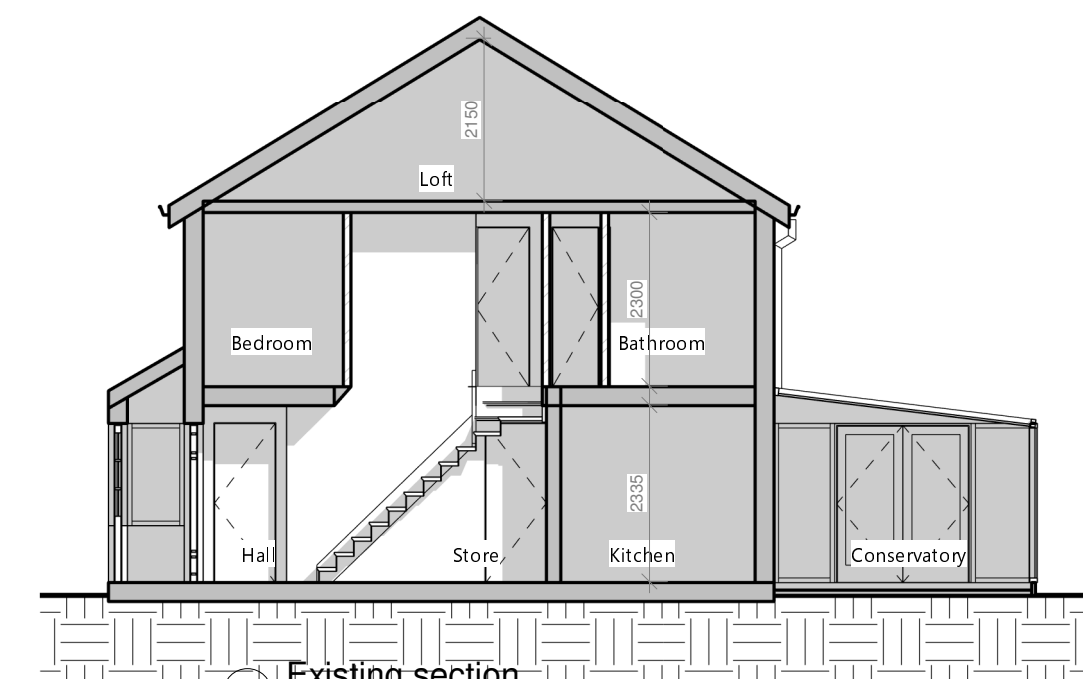 2150
Loft
2300
Bedroom
Bathroom
2335
Hall
Store
Kitchen
Conservatory
Existing section